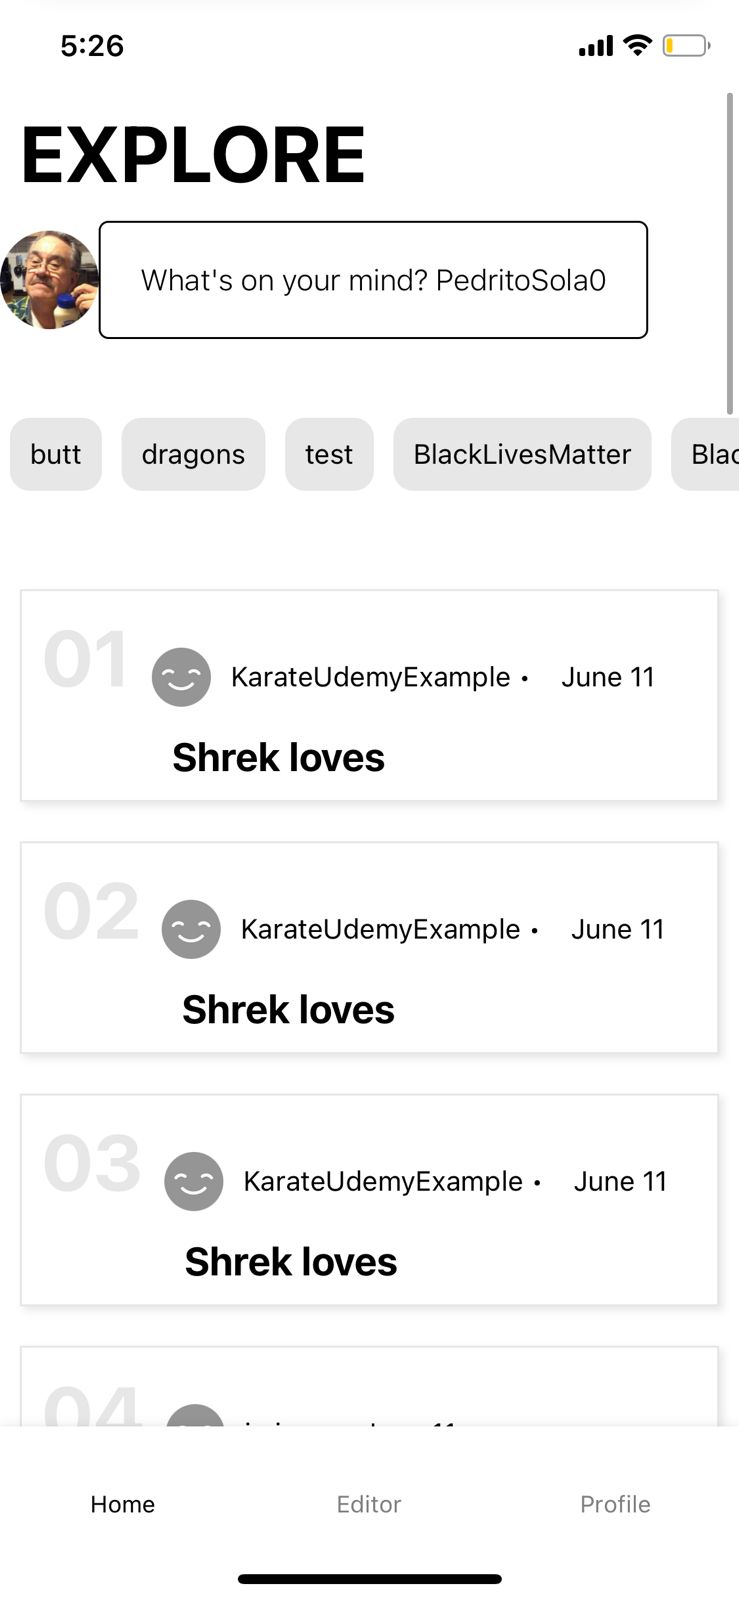 5:26
EXPLORE
What's on your mind? PedritoSola0
butt dragons test BlackLivesMatter Blac
01 KarateUdemyExample • June 11
Shrek loves
02 KarateUdemyExample • June 11
Shrek loves
03 KarateUdemyExample • June 11
Shrek loves
04
Home Editor Profile